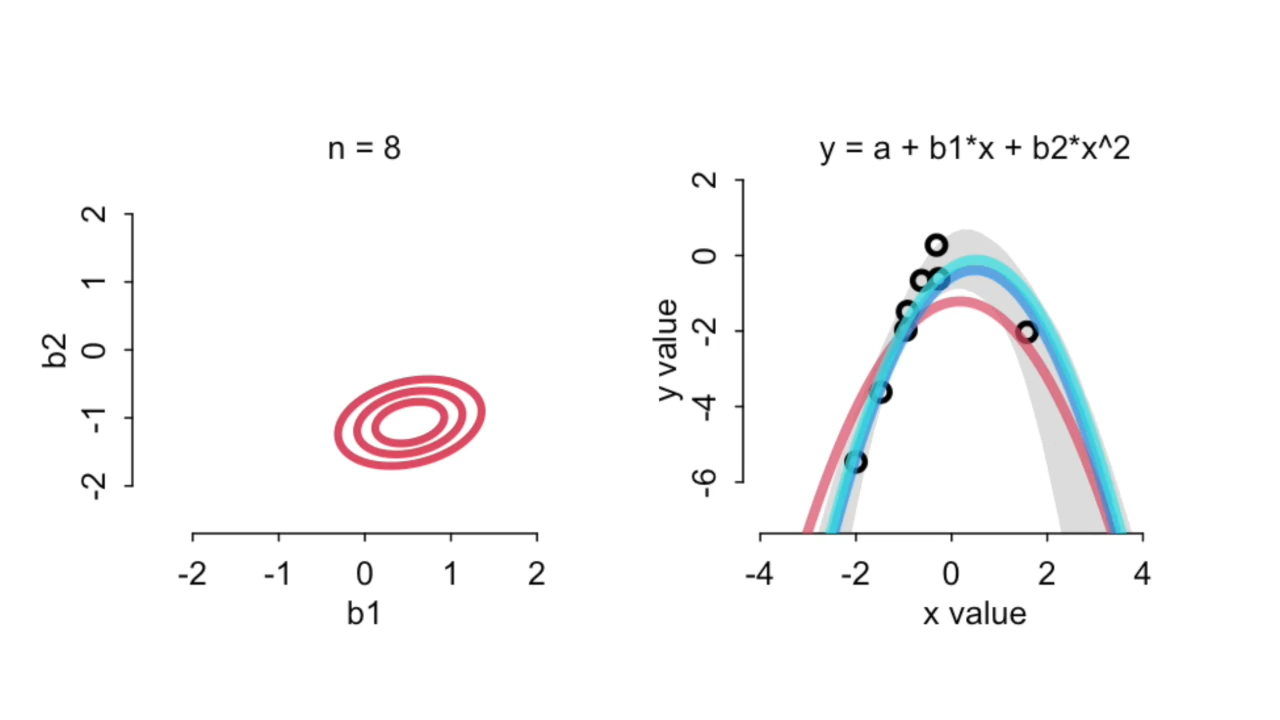 n = 8
2
1
0
-1
-2
b2
-2 -1 0 1 2
b1
y = a + b1*x + b2*x^2
2
0
-2
-4
-6
y value
-4 -2 0 2 4
x value